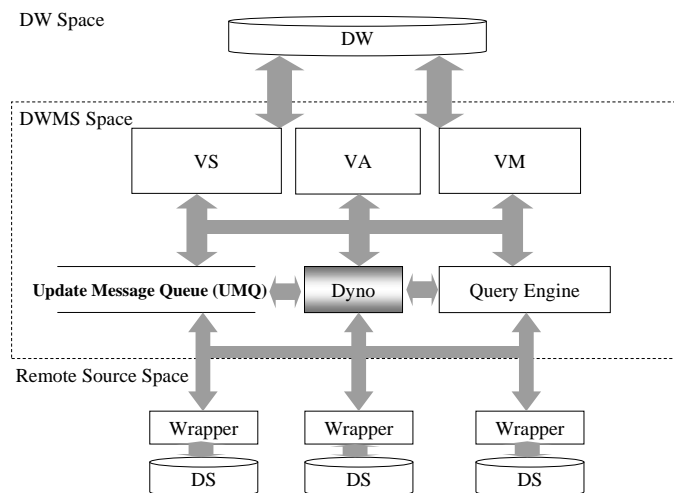 DW Space
DW
DWMS Space
VS VA VM
Update Message Queue (UMQ) Dyno Query Engine
Remote Source Space
Wrapper Wrapper Wrapper
DS DS DS